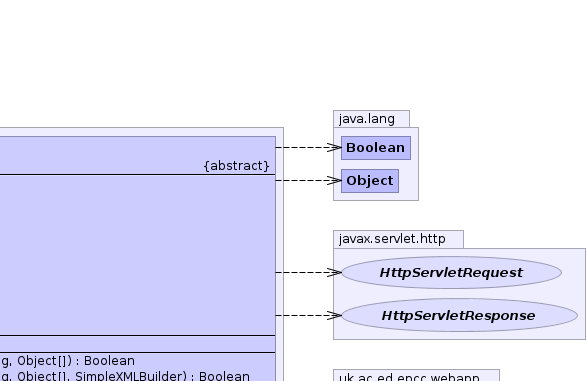 java.lang
Boolean
{abstract}
Object
javax.servlet.http
HttpServletRequest
HttpServletResponse
g, Object[]) : Boolean
g, Object[], SimpleXMLBuilder) : Boolean
uk.ac.ed.epcc.webapp